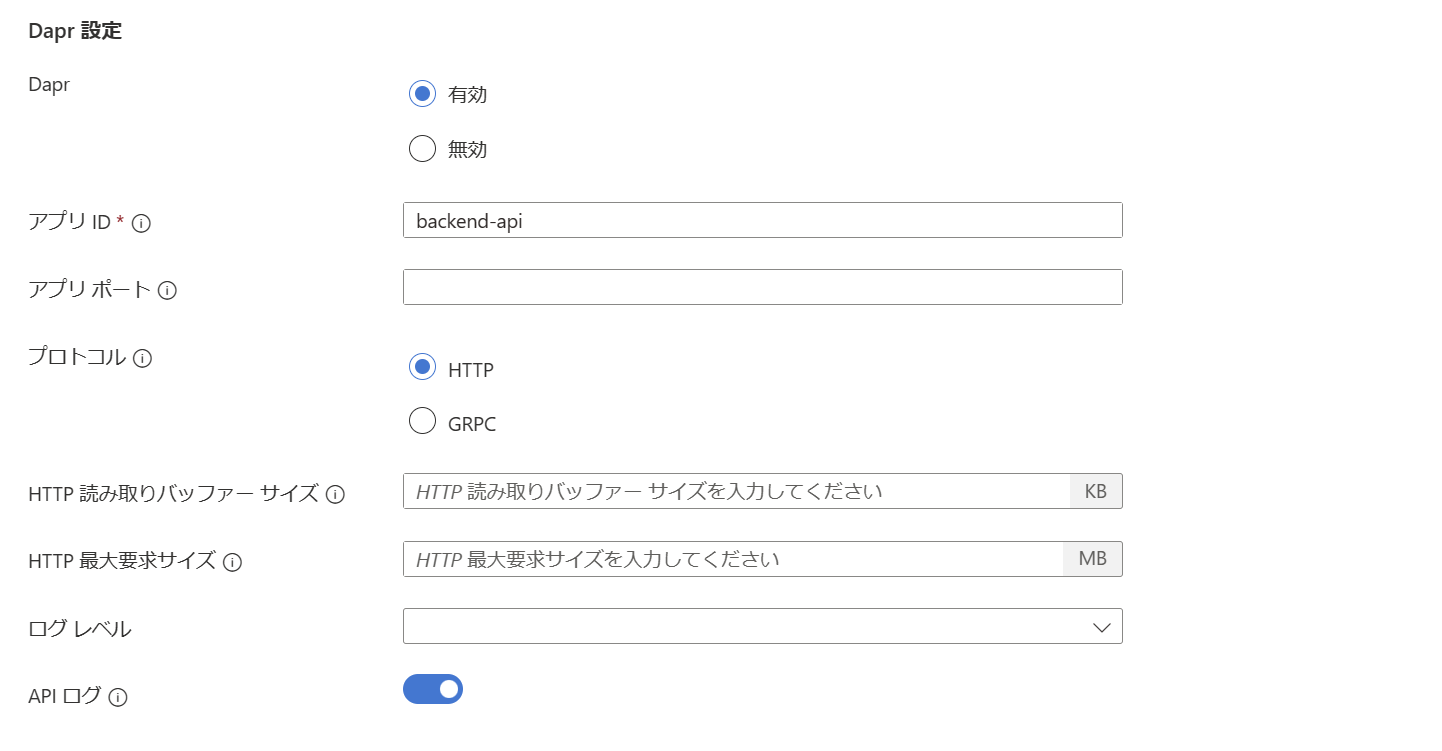 Dapr 設定
Dapr
有効
無効
アプリ ID *
backend-api
アプリ ポート
プロトコル
HTTP
GRPC
HTTP 読み取りバッファー サイズ
HTTP 読み取りバッファー サイズを入力してください
KB
HTTP 最大要求サイズ
HTTP 最大要求サイズを入力してください
MB
ログ レベル
API ログ